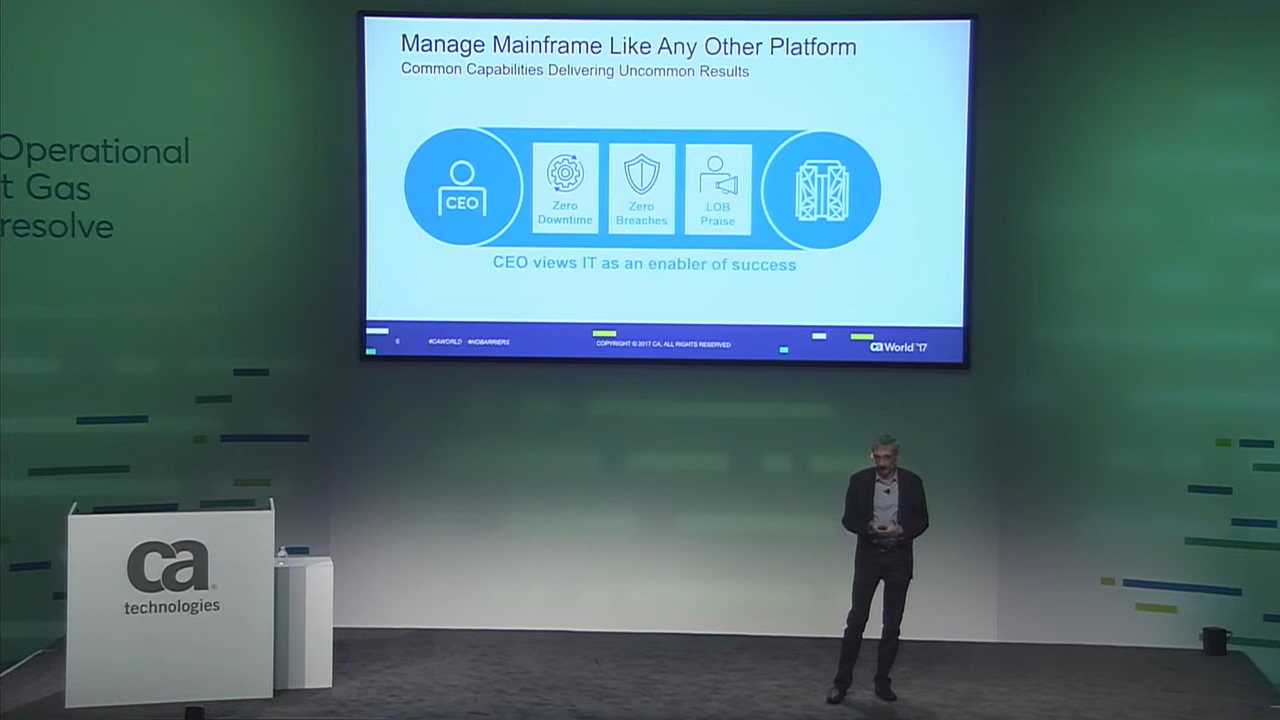 Manage Mainframe Like Any Other Platform
Common Capabilities Delivering Uncommon Results
CEO
Zero
Downtime
Zero
Breaches
LOB
Praise
CEO views IT as an enabler of success
6
#CAWORLD #NOBARRIERS
COPYRIGHT © 2017 CA, ALL RIGHTS RESERVED
ca World '17
Operational
t Gas
resolve
ca
technologies